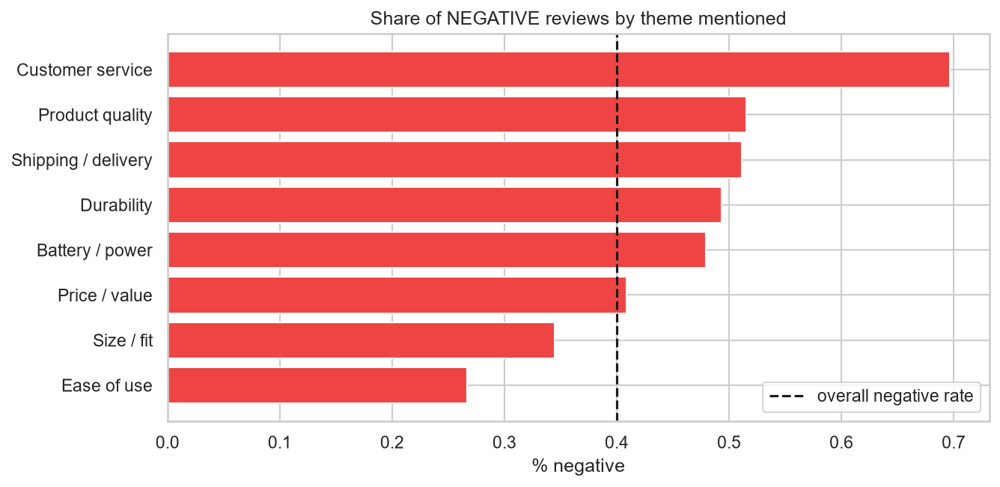 Share of NEGATIVE reviews by theme mentioned
Customer service
Product quality
Shipping / delivery
Durability
Battery / power
Price / value
Size / fit
Ease of use
overall negative rate
0.0 0.1 0.2 0.3 0.4 0.5 0.6 0.7
% negative